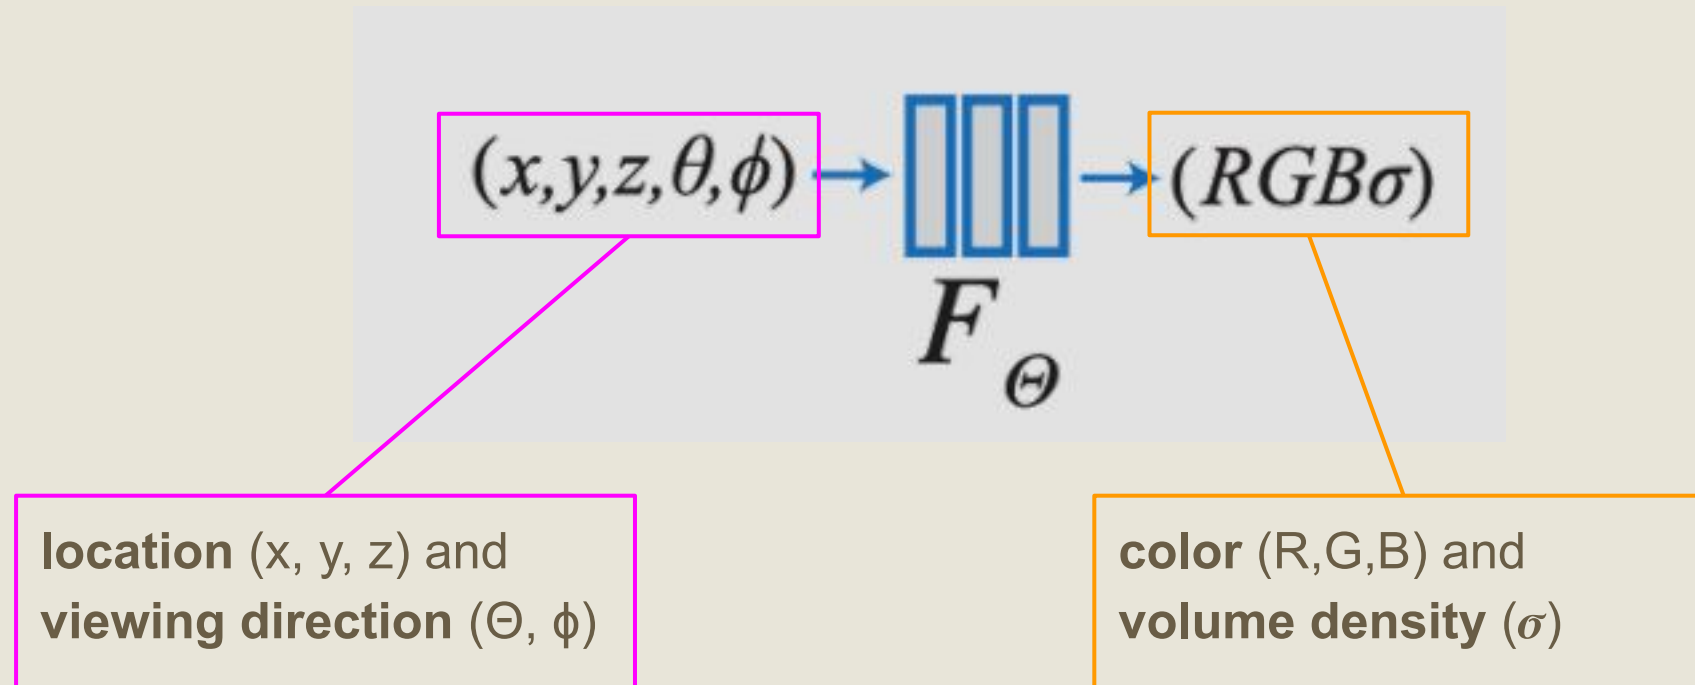 (x,y,z,θ,ϕ)
(RGBσ)
F
Θ
location (x, y, z) and
viewing direction (Θ, ϕ)
color (R,G,B) and
volume density (σ)